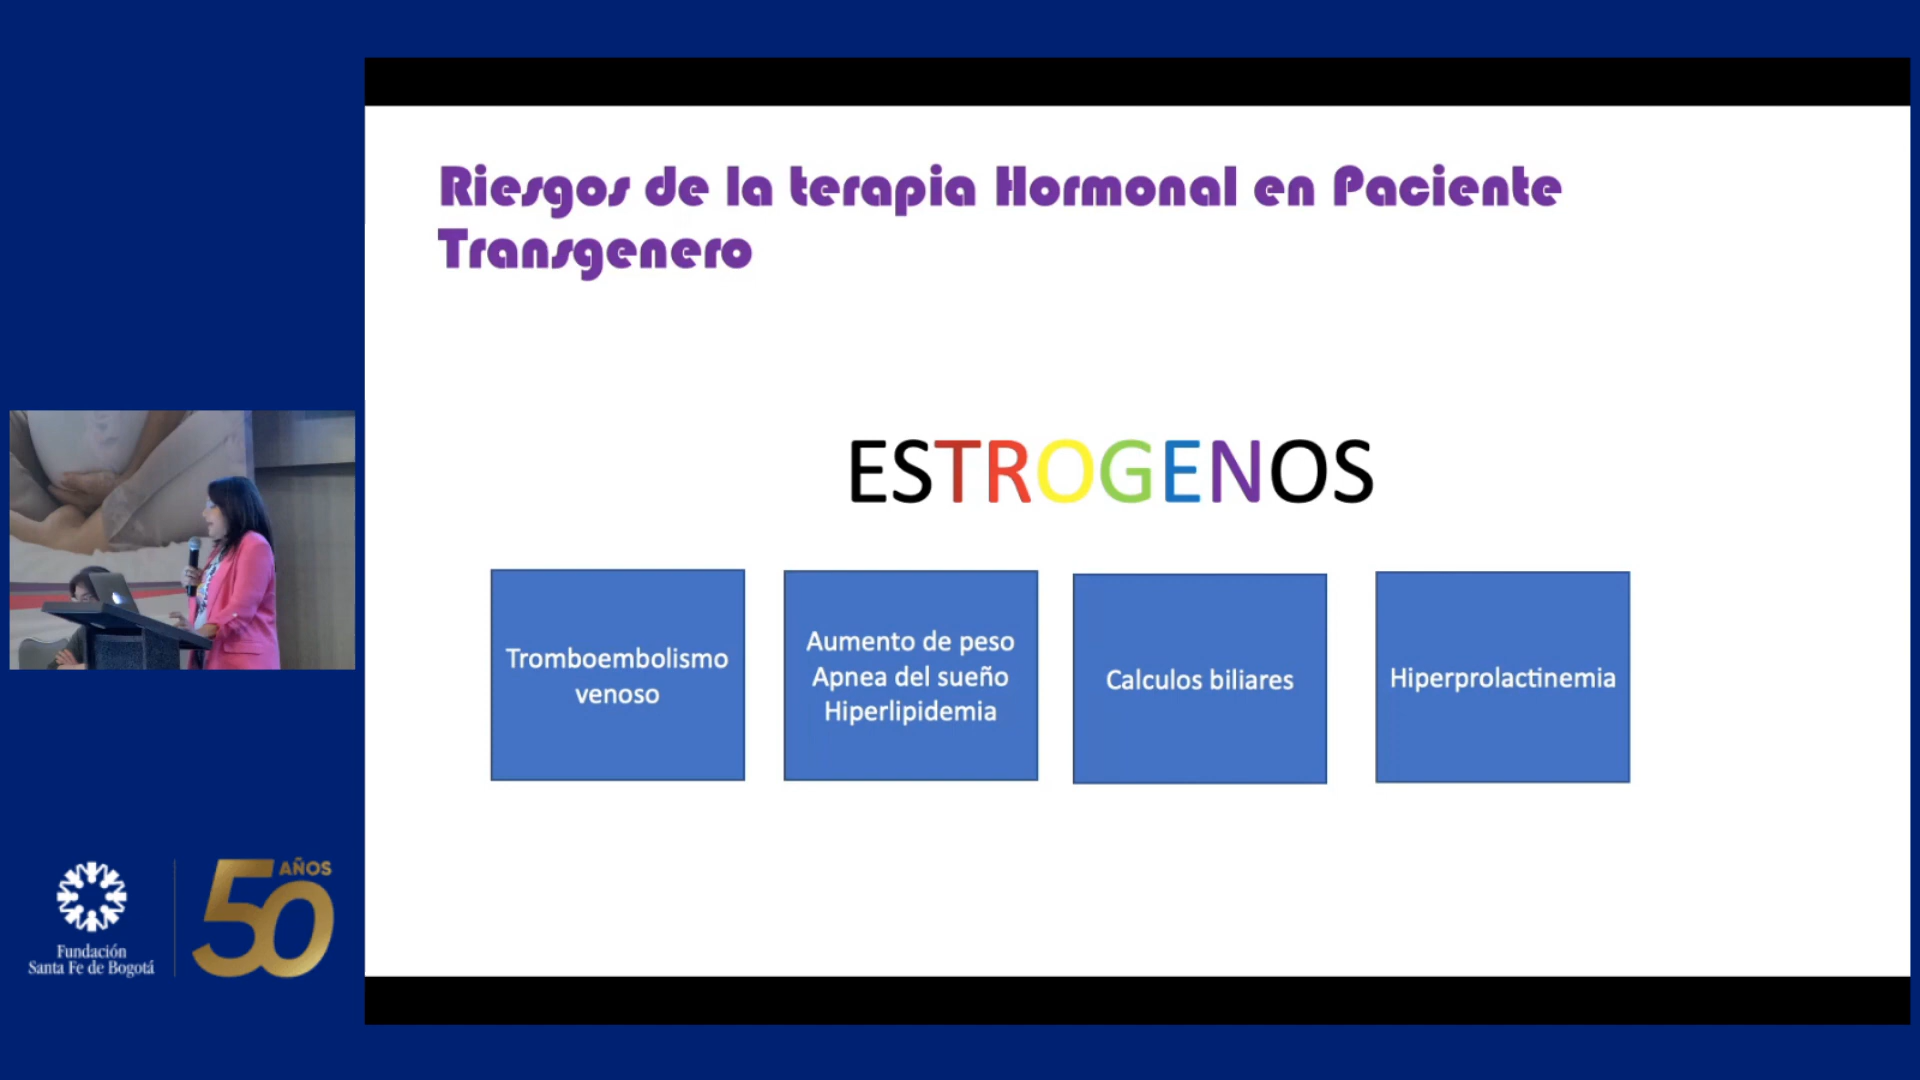 Riesgos de la terapia Hormonal en Paciente
Transgenero
ESTROGENOS
Tromboembolismo
venoso
Aumento de peso
Apnea del sueño
Hiperlipidemia
Calculos biliares
Hiperprolactinemia
Fundación
Santa Fe de Bogotá
50 AÑOS